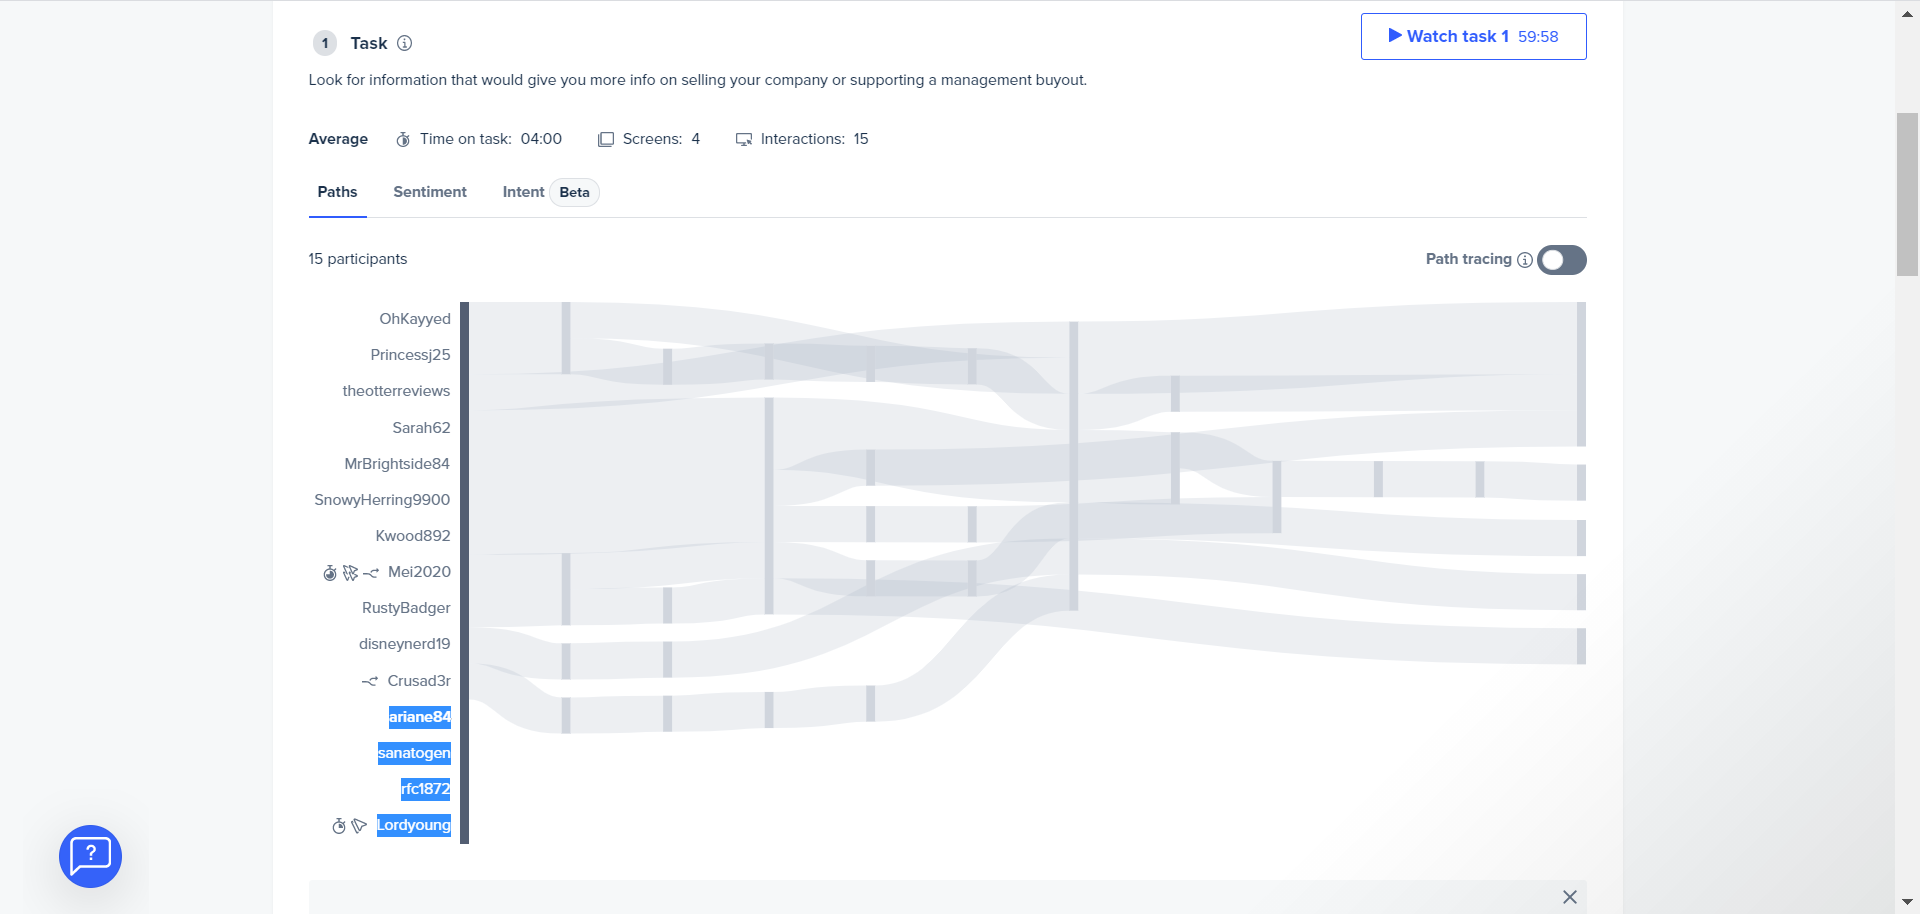 1 Task
Watch task 1 59:58
Look for information that would give you more info on selling your company or supporting a management buyout.
Average Time on task: 04:00 Screens: 4 Interactions: 15
Paths Sentiment Intent Beta
15 participants
Path tracing
OhKayyed
Princessj25
theotterreviews
Sarah62
MrBrightside84
SnowyHerring9900
Kwood892
Mei2020
RustyBadger
disneynerd19
Crusad3r
ariane84
sanatogen
rfc1872
Lordyoung